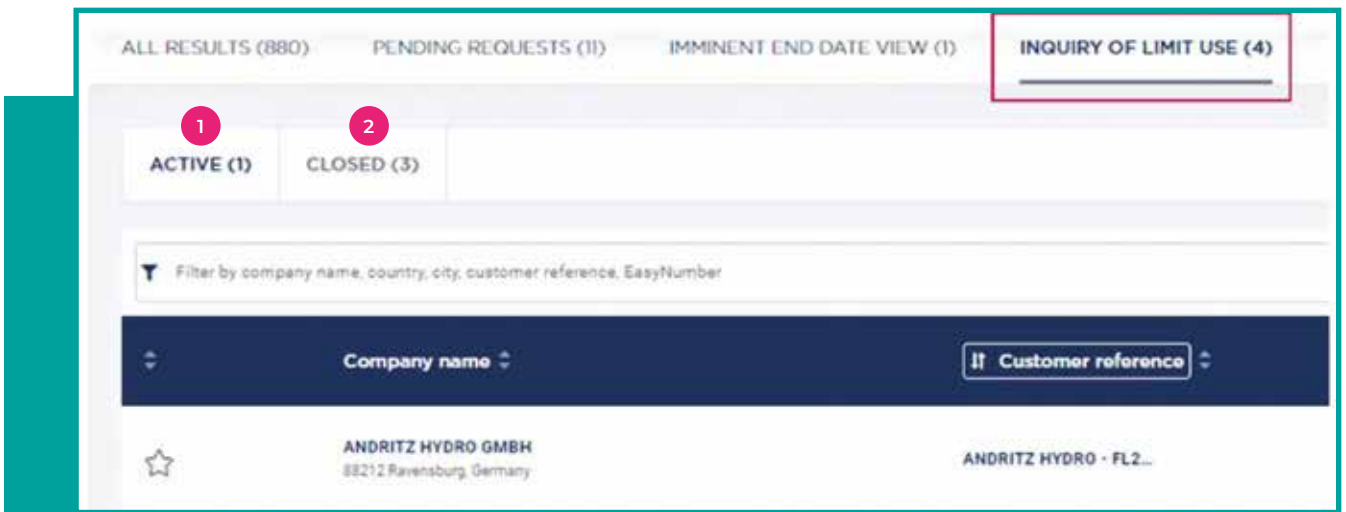 ALL RESULTS (880) PENDING REQUESTS (11) IMMINENT END DATE VIEW (1) INQUIRY OF LIMIT USE (4)
1 2
ACTIVE (1) CLOSED (3)
Filter by company name, country, city, customer reference, EasyNumber
Company name Customer reference
ANDRITZ HYDRO GMBH ANDRITZ HYDRO - FL2...
88212 Ravensburg, Germany